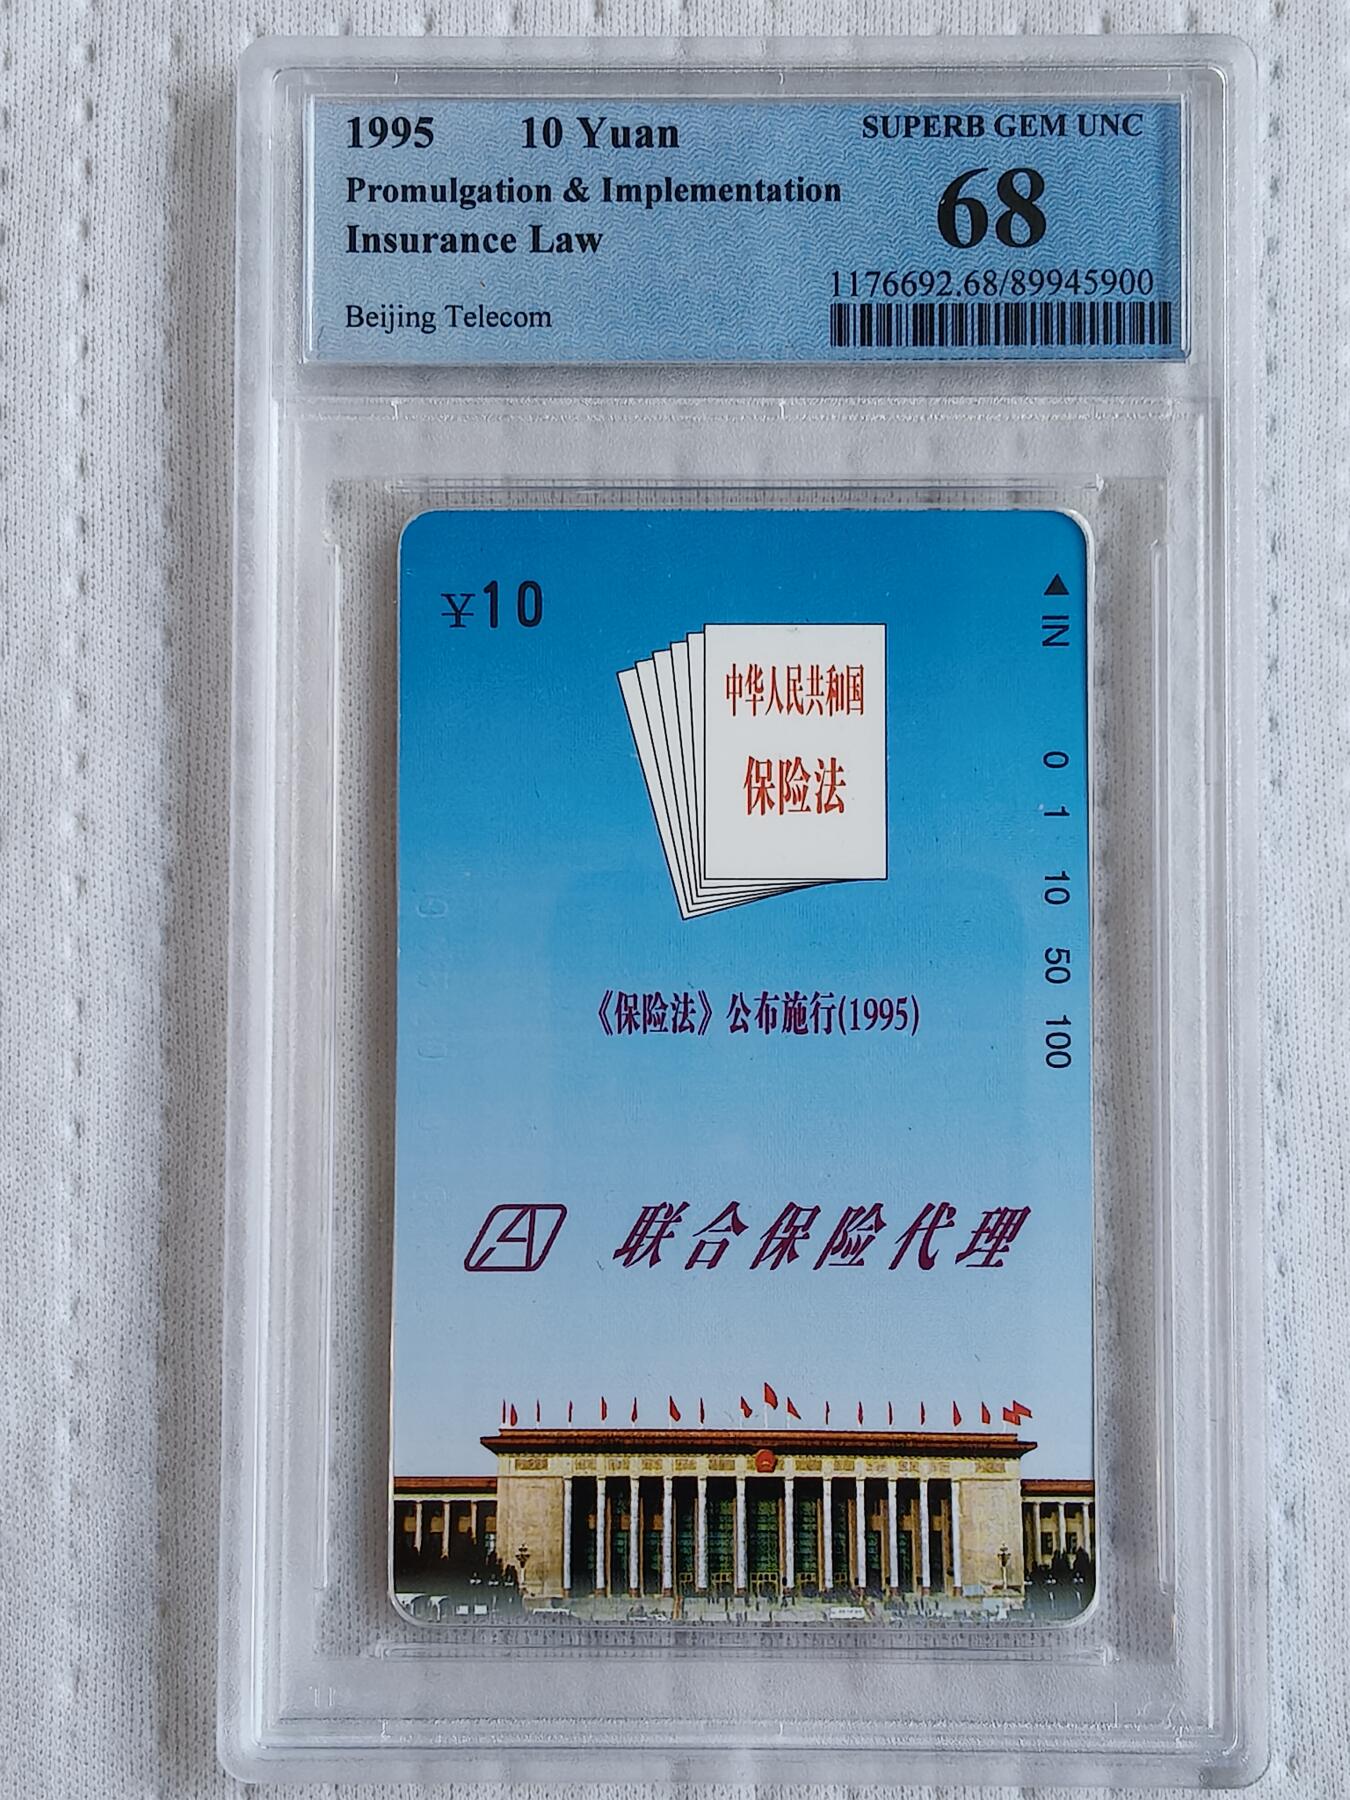 1995 10 Yuan
SUPERB GEM UNC
Promulgation & Implementation
68
Insurance Law
1176692.68/89945900
Beijing Telecom
¥10
◀ IN 0 1 10 50 100
中华人民共和国
保险法
《保险法》公布施行(1995)
联合保险代理